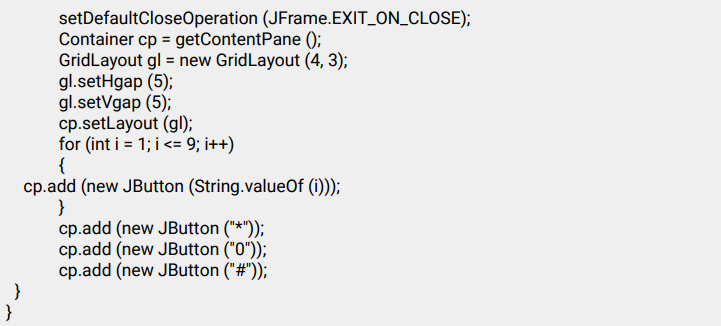 setDefaultCloseOperation (JFrame.EXIT_ON_CLOSE);
Container cp = getContentPane ();
GridLayout gl = new GridLayout (4, 3);
gl.setHgap (5);
gl.setVgap (5);
cp.setLayout (gl);
for (int i = 1; i <= 9; i++)
{
cp.add (new JButton (String.valueOf (i)));
}
cp.add (new JButton ("*"));
cp.add (new JButton ("0"));
cp.add (new JButton ("#"));
}
}